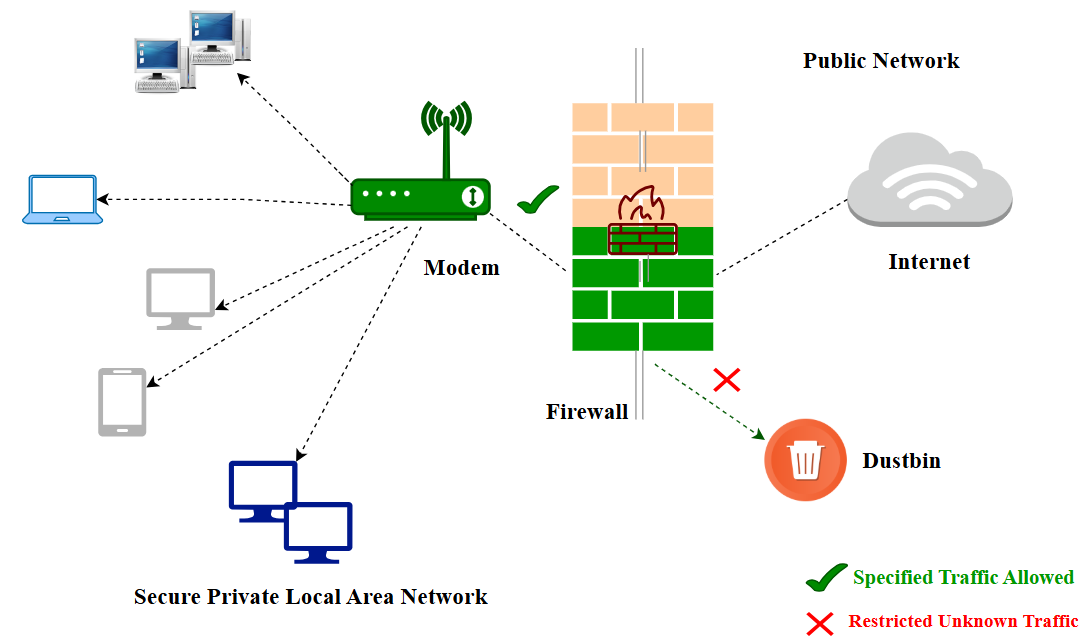 Public Network
Internet
Modem
Firewall
Dustbin
Secure Private Local Area Network
Specified Traffic Allowed
Restricted Unknown Traffic